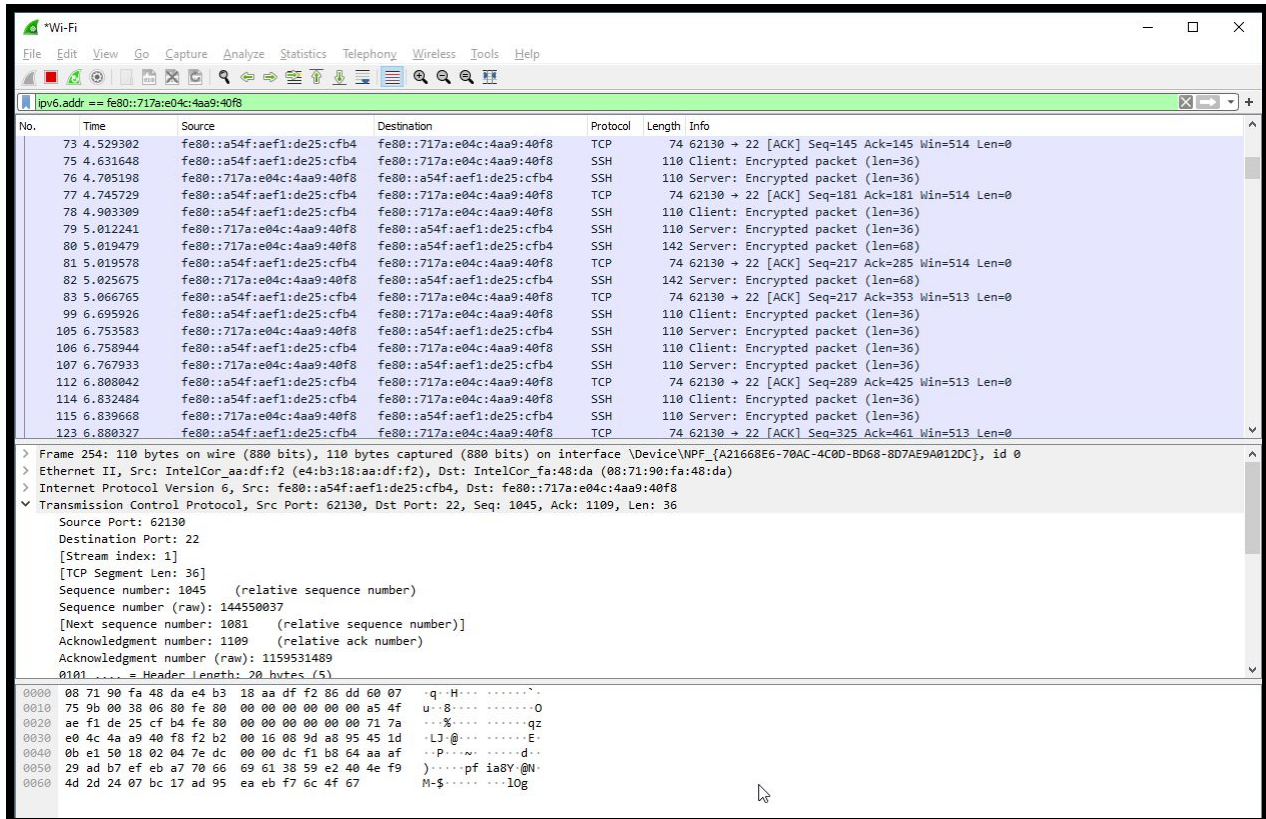 *Wi-Fi
File Edit View Go Capture Analyze Statistics Telephony Wireless Tools Help
ipv6.addr == fe80::717a:e04c:4aa9:40f8
No. Time Source Destination Protocol Length Info
73 4.529302 fe80::a54f:aef1:de25:cfb4 fe80::717a:e04c:4aa9:40f8 TCP 74 62130 → 22 [ACK] Seq=145 Ack=145 Win=514 Len=0
75 4.631648 fe80::a54f:aef1:de25:cfb4 fe80::717a:e04c:4aa9:40f8 SSH 110 Client: Encrypted packet (len=36)
76 4.705198 fe80::717a:e04c:4aa9:40f8 fe80::a54f:aef1:de25:cfb4 SSH 110 Server: Encrypted packet (len=36)
77 4.745729 fe80::a54f:aef1:de25:cfb4 fe80::717a:e04c:4aa9:40f8 TCP 74 62130 → 22 [ACK] Seq=181 Ack=181 Win=514 Len=0
78 4.903309 fe80::a54f:aef1:de25:cfb4 fe80::717a:e04c:4aa9:40f8 SSH 110 Client: Encrypted packet (len=36)
79 5.012241 fe80::717a:e04c:4aa9:40f8 fe80::a54f:aef1:de25:cfb4 SSH 110 Server: Encrypted packet (len=36)
80 5.019479 fe80::717a:e04c:4aa9:40f8 fe80::a54f:aef1:de25:cfb4 SSH 142 Server: Encrypted packet (len=68)
81 5.019578 fe80::a54f:aef1:de25:cfb4 fe80::717a:e04c:4aa9:40f8 TCP 74 62130 → 22 [ACK] Seq=217 Ack=285 Win=514 Len=0
82 5.025675 fe80::717a:e04c:4aa9:40f8 fe80::a54f:aef1:de25:cfb4 SSH 142 Server: Encrypted packet (len=68)
83 5.066765 fe80::a54f:aef1:de25:cfb4 fe80::717a:e04c:4aa9:40f8 TCP 74 62130 → 22 [ACK] Seq=217 Ack=353 Win=513 Len=0
99 6.695926 fe80::a54f:aef1:de25:cfb4 fe80::717a:e04c:4aa9:40f8 SSH 110 Client: Encrypted packet (len=36)
105 6.753583 fe80::717a:e04c:4aa9:40f8 fe80::a54f:aef1:de25:cfb4 SSH 110 Server: Encrypted packet (len=36)
106 6.758944 fe80::a54f:aef1:de25:cfb4 fe80::717a:e04c:4aa9:40f8 SSH 110 Client: Encrypted packet (len=36)
107 6.767933 fe80::717a:e04c:4aa9:40f8 fe80::a54f:aef1:de25:cfb4 SSH 110 Server: Encrypted packet (len=36)
112 6.808042 fe80::a54f:aef1:de25:cfb4 fe80::717a:e04c:4aa9:40f8 TCP 74 62130 → 22 [ACK] Seq=289 Ack=425 Win=513 Len=0
114 6.832484 fe80::a54f:aef1:de25:cfb4 fe80::717a:e04c:4aa9:40f8 SSH 110 Client: Encrypted packet (len=36)
115 6.839668 fe80::717a:e04c:4aa9:40f8 fe80::a54f:aef1:de25:cfb4 SSH 110 Server: Encrypted packet (len=36)
123 6.880327 fe80::a54f:aef1:de25:cfb4 fe80::717a:e04c:4aa9:40f8 TCP 74 62130 → 22 [ACK] Seq=325 Ack=461 Win=513 Len=0
Frame 254: 110 bytes on wire (880 bits), 110 bytes captured (880 bits) on interface \Device\NPF_{A21668E6-70AC-4C0D-BD68-8D7AE9A012DC}, id 0
Ethernet II, Src: IntelCor_aa:df:f2 (e4:b3:18:aa:df:f2), Dst: IntelCor_fa:48:da (08:71:90:fa:48:da)
Internet Protocol Version 6, Src: fe80::a54f:aef1:de25:cfb4, Dst: fe80::717a:e04c:4aa9:40f8
Transmission Control Protocol, Src Port: 62130, Dst Port: 22, Seq: 1045, Ack: 1109, Len: 36
Source Port: 62130
Destination Port: 22
[Stream index: 1]
[TCP Segment Len: 36]
Sequence number: 1045 (relative sequence number)
Sequence number (raw): 144550037
[Next sequence number: 1081 (relative sequence number)]
Acknowledgment number: 1109 (relative ack number)
Acknowledgment number (raw): 1159531489
0101 .... = Header Length: 20 bytes (5)
0000 08 71 90 fa 48 da e4 b3 18 aa df f2 86 dd 60 07 ·q··H··· ······`·
0010 75 9b 00 38 06 80 fe 80 00 00 00 00 00 00 a5 4f u··8···· ·······O
0020 ae f1 de 25 cf b4 fe 80 00 00 00 00 00 00 71 7a ···%···· ······qz
0030 e0 4c 4a a9 40 f8 f2 b2 00 16 08 9d a8 95 45 1d ·LJ·@··· ······E·
0040 0b e1 50 18 02 04 7e dc 00 00 dc f1 b8 64 aa af ··P···~· ·····d··
0050 29 ad b7 ef eb a7 70 66 69 61 38 59 e2 40 4e f9 )·····pf ia8Y·@N·
0060 4d 2d 24 07 bc 17 ad 95 ea eb f7 6c 4f 67 M-$····· ···lOg